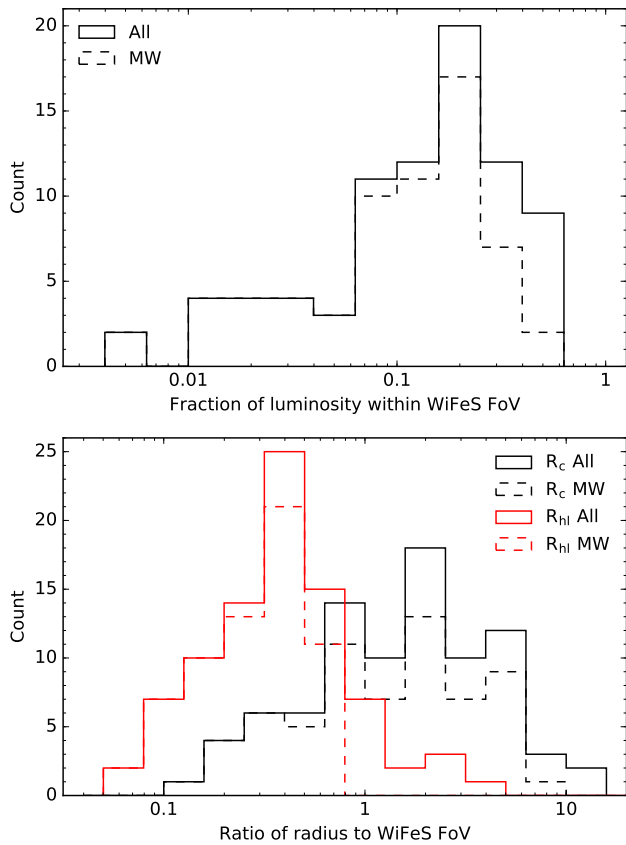 20
15
10
5
0
Count
All
MW
0.01
0.1
1
Fraction of luminosity within WiFeS FoV
25
20
15
10
5
0
Count
R_c All
R_c MW
R_hl All
R_hl MW
0.1
1
10
Ratio of radius to WiFeS FoV